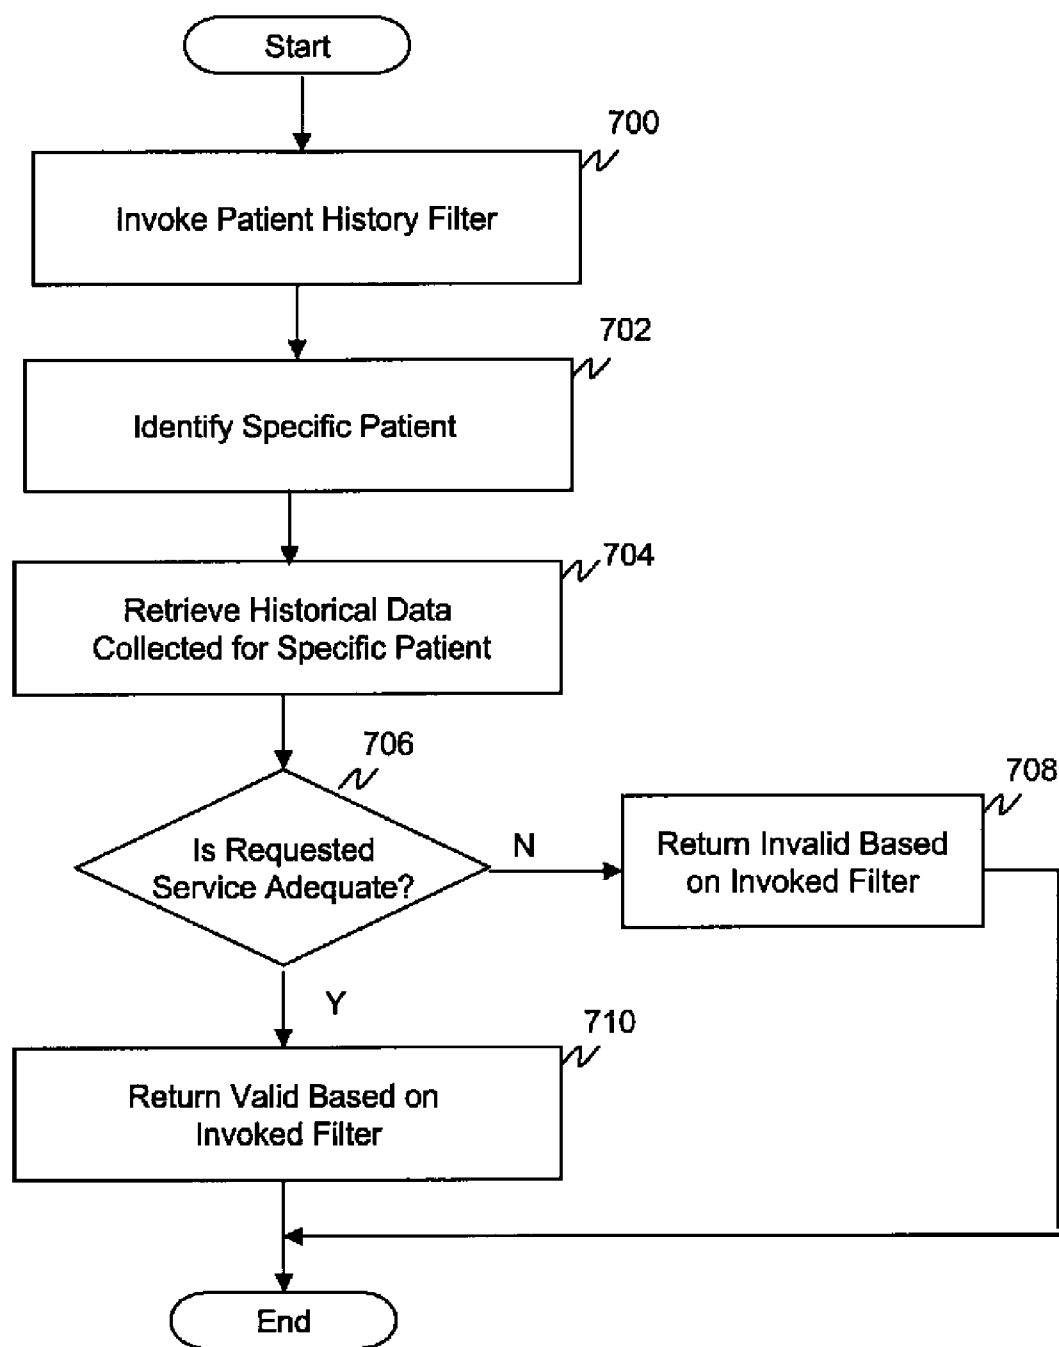 Start
700
Invoke Patient History Filter
702
Identify Specific Patient
704
Retrieve Historical Data
Collected for Specific Patient
706
Is Requested
Service Adequate?
N
708
Return Invalid Based
on Invoked Filter
Y
710
Return Valid Based on
Invoked Filter
End